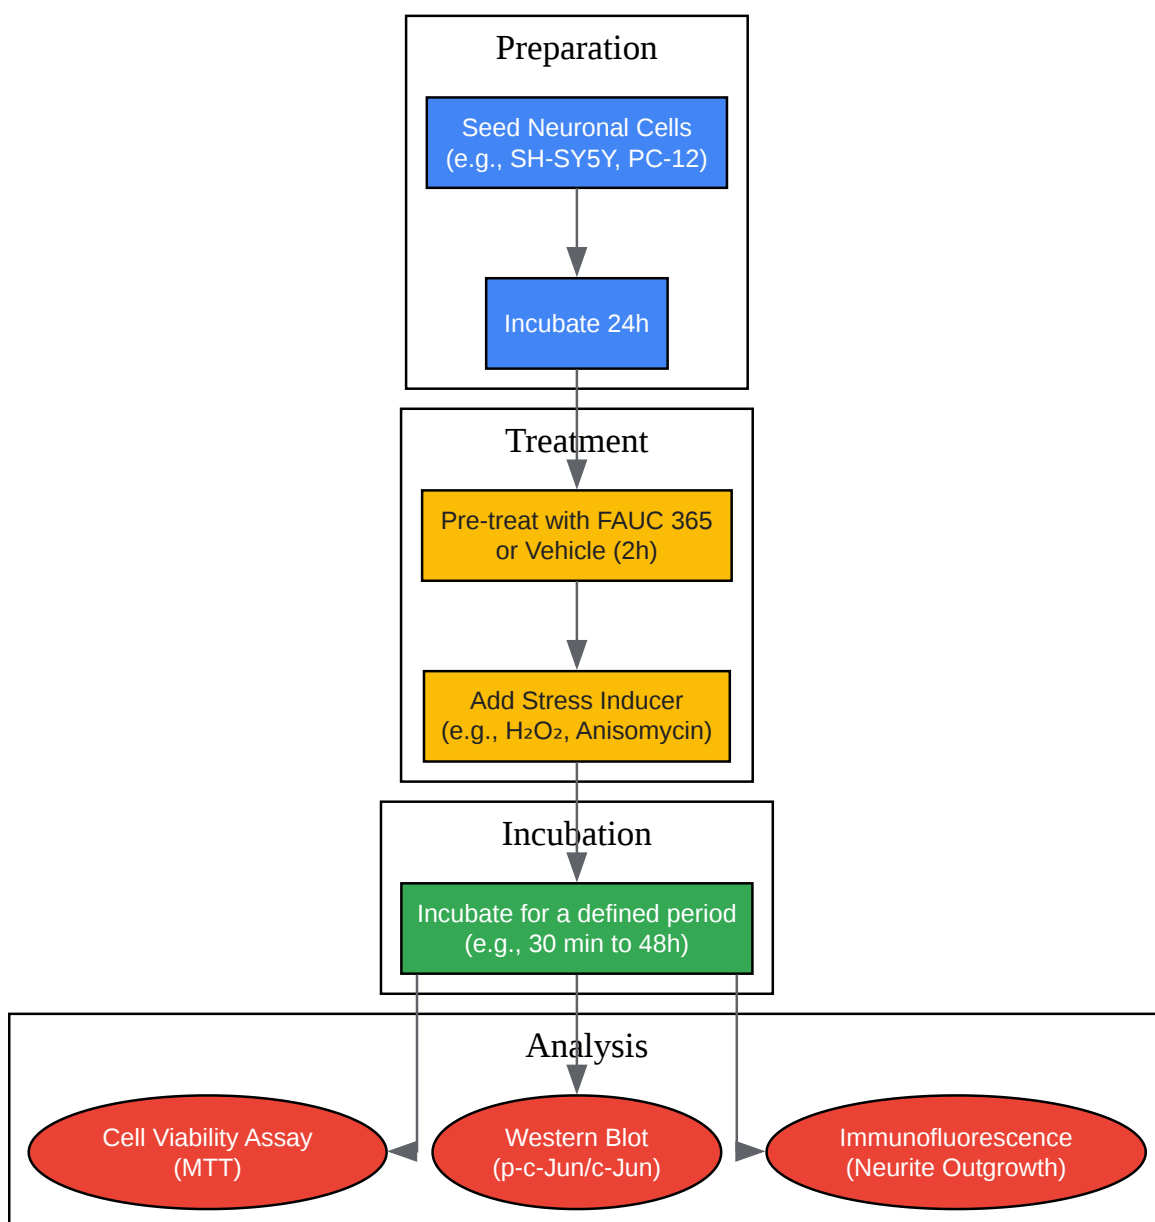 Preparation
Seed Neuronal Cells
(e.g., SH-SY5Y, PC-12)
Incubate 24h
Treatment
Pre-treat with FAUC 365
or Vehicle (2h)
Add Stress Inducer
(e.g., H₂O₂, Anisomycin)
Incubation
Incubate for a defined period
(e.g., 30 min to 48h)
Analysis
Cell Viability Assay
(MTT)
Western Blot
(p-c-Jun/c-Jun)
Immunofluorescence
(Neurite Outgrowth)